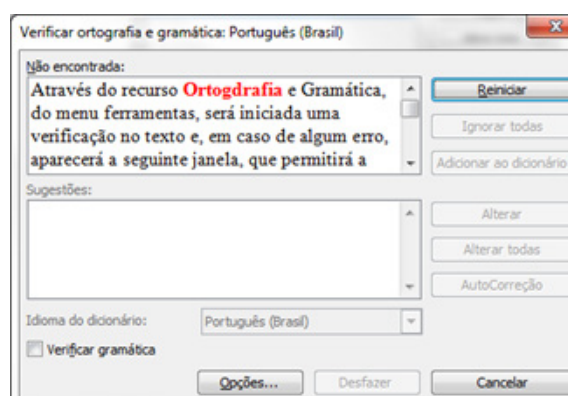 Verificar ortografia e gramática: Português (Brasil)
Não encontrada:
Através do recurso Ortogdrafia e Gramática,
do menu ferramentas, será iniciada uma
verificação no texto e, em caso de algum erro,
aparecerá a seguinte janela, que permitirá a
Reiniciar
Ignorar todas
Adicionar ao dicionário
Sugestões:
Alterar
Alterar todas
AutoCorreção
Idioma do dicionário:
Português (Brasil)
Verificar gramática
Opções...
Desfazer
Cancelar